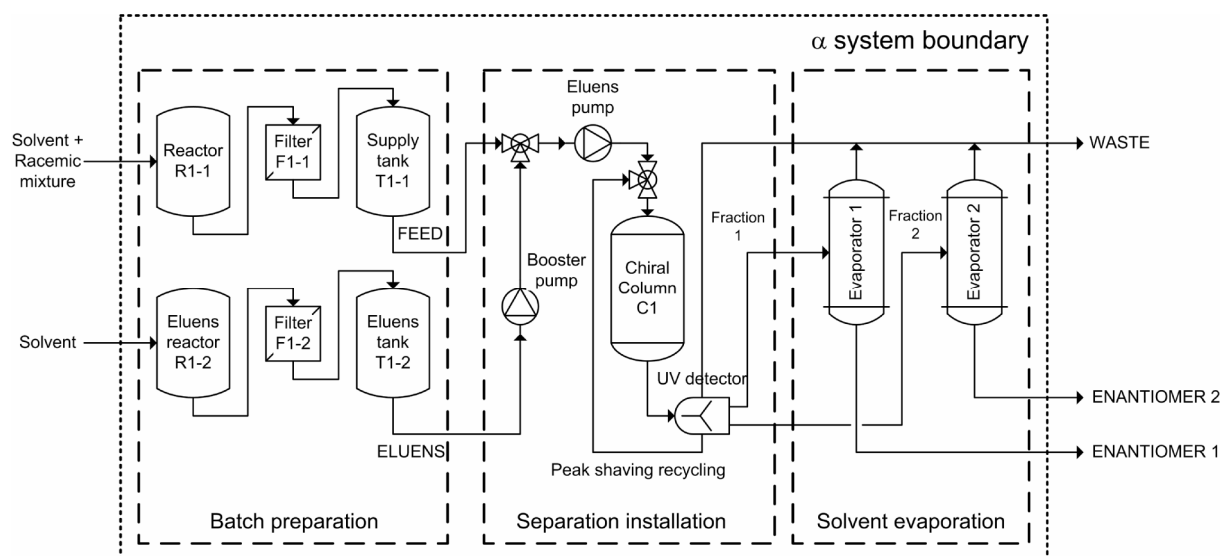 α system boundary
Solvent +
Racemic
mixture
Reactor
R1-1
Filter
F1-1
Supply
tank
T1-1
FEED
Eluens
pump
WASTE
Solvent
Eluens
reactor
R1-2
Filter
F1-2
Eluens
tank
T1-2
ELUENS
Booster
pump
Chiral
Column
C1
UV detector
Peak shaving recycling
Fraction
1
Evaporator 1
Fraction
2
Evaporator 2
ENANTIOMER 2
ENANTIOMER 1
Batch preparation
Separation installation
Solvent evaporation